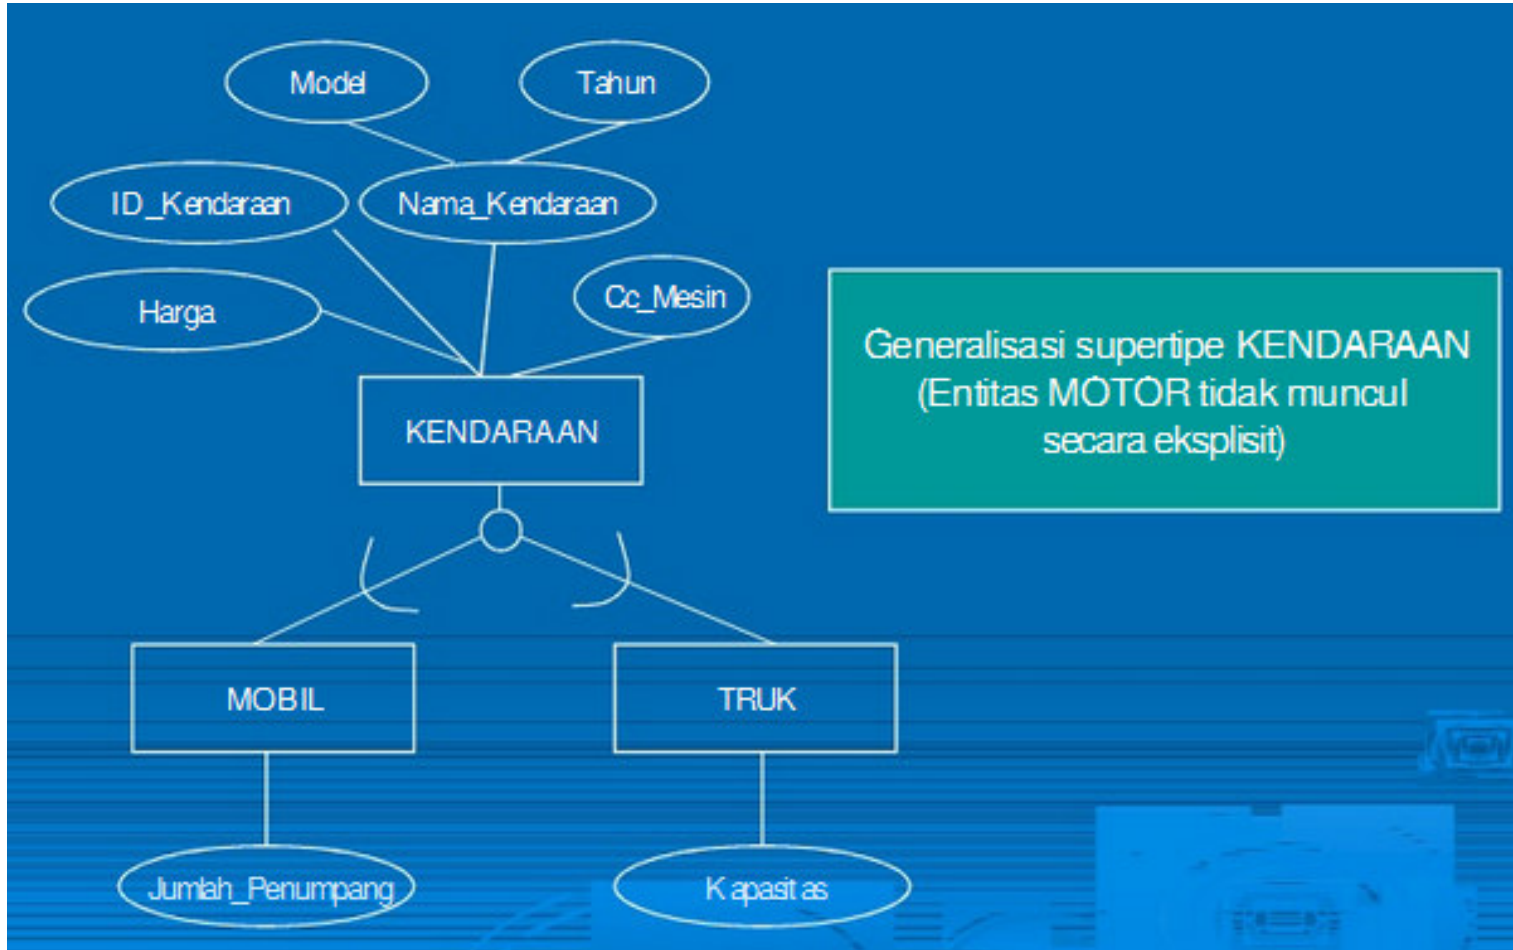 Model
Tahun
ID_Kendaraan
Nama_Kendaraan
Harga
Cc_Mesin
KENDARAAN
Generalisasi supertipe KENDARAAN
(Entitas MOTOR tidak muncul
secara eksplisit)
MOBIL
TRUK
Jumlah_Penumpang
Kapasitas